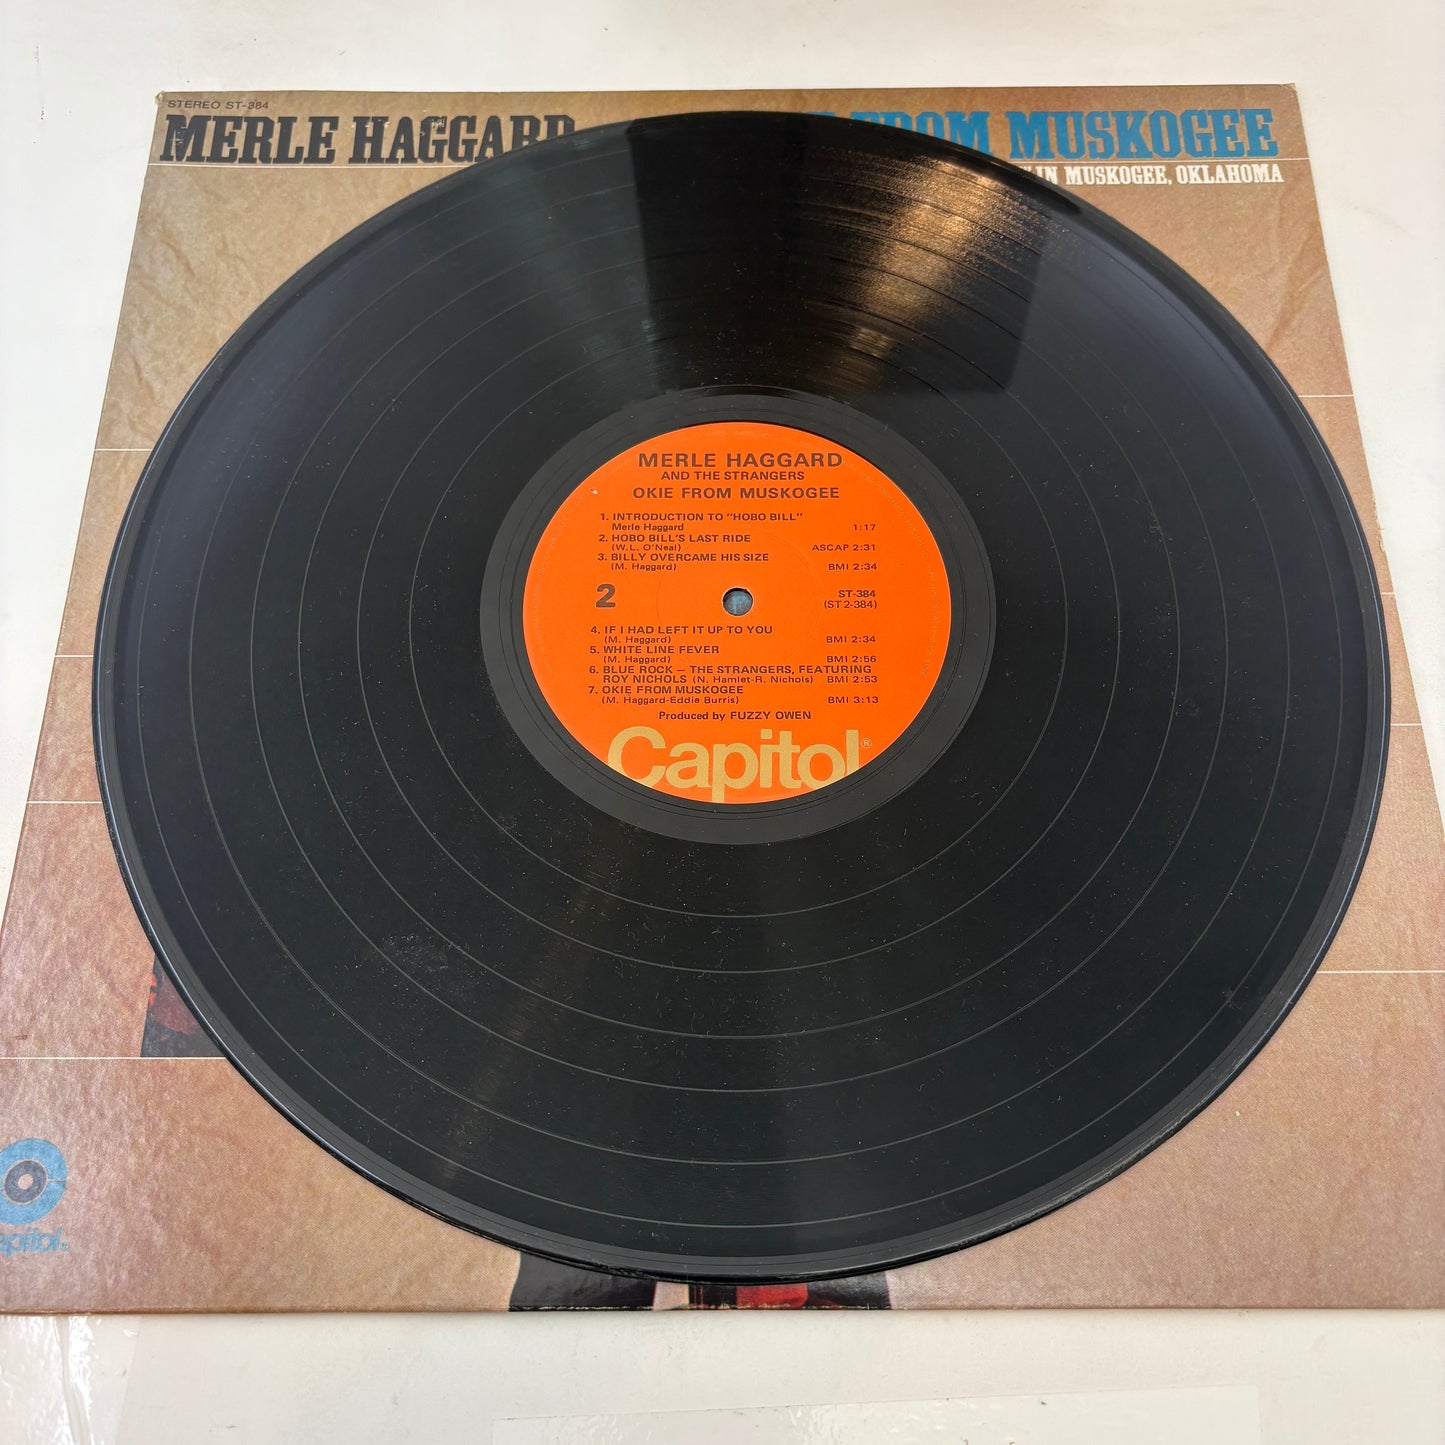 STEREO ST-384
MERLE HAGGARD
FROM MUSKOGEE
IN MUSKOGEE, OKLAHOMA
MERLE HAGGARD
AND THE STRANGERS
OKIE FROM MUSKOGEE
1. INTRODUCTION TO "HOBO BILL"
Merle Haggard 1:17
2. HOBO BILL'S LAST RIDE
(W.L. O'Neal) ASCAP 2:31
3. BILLY OVERCAME HIS SIZE
(M. Haggard) BMI 2:34
2 ST-384
(ST 2-384)
4. IF I HAD LEFT IT UP TO YOU
(M. Haggard) BMI 2:34
5. WHITE LINE FEVER
(M. Haggard) BMI 2:56
6. BLUE ROCK – THE STRANGERS, FEATURING
ROY NICHOLS (N. Hamlet-R. Nichols) BMI 2:53
7. OKIE FROM MUSKOGEE
(M. Haggard-Eddie Burris) BMI 3:13
Produced by FUZZY OWEN
Capitol®
apitol®